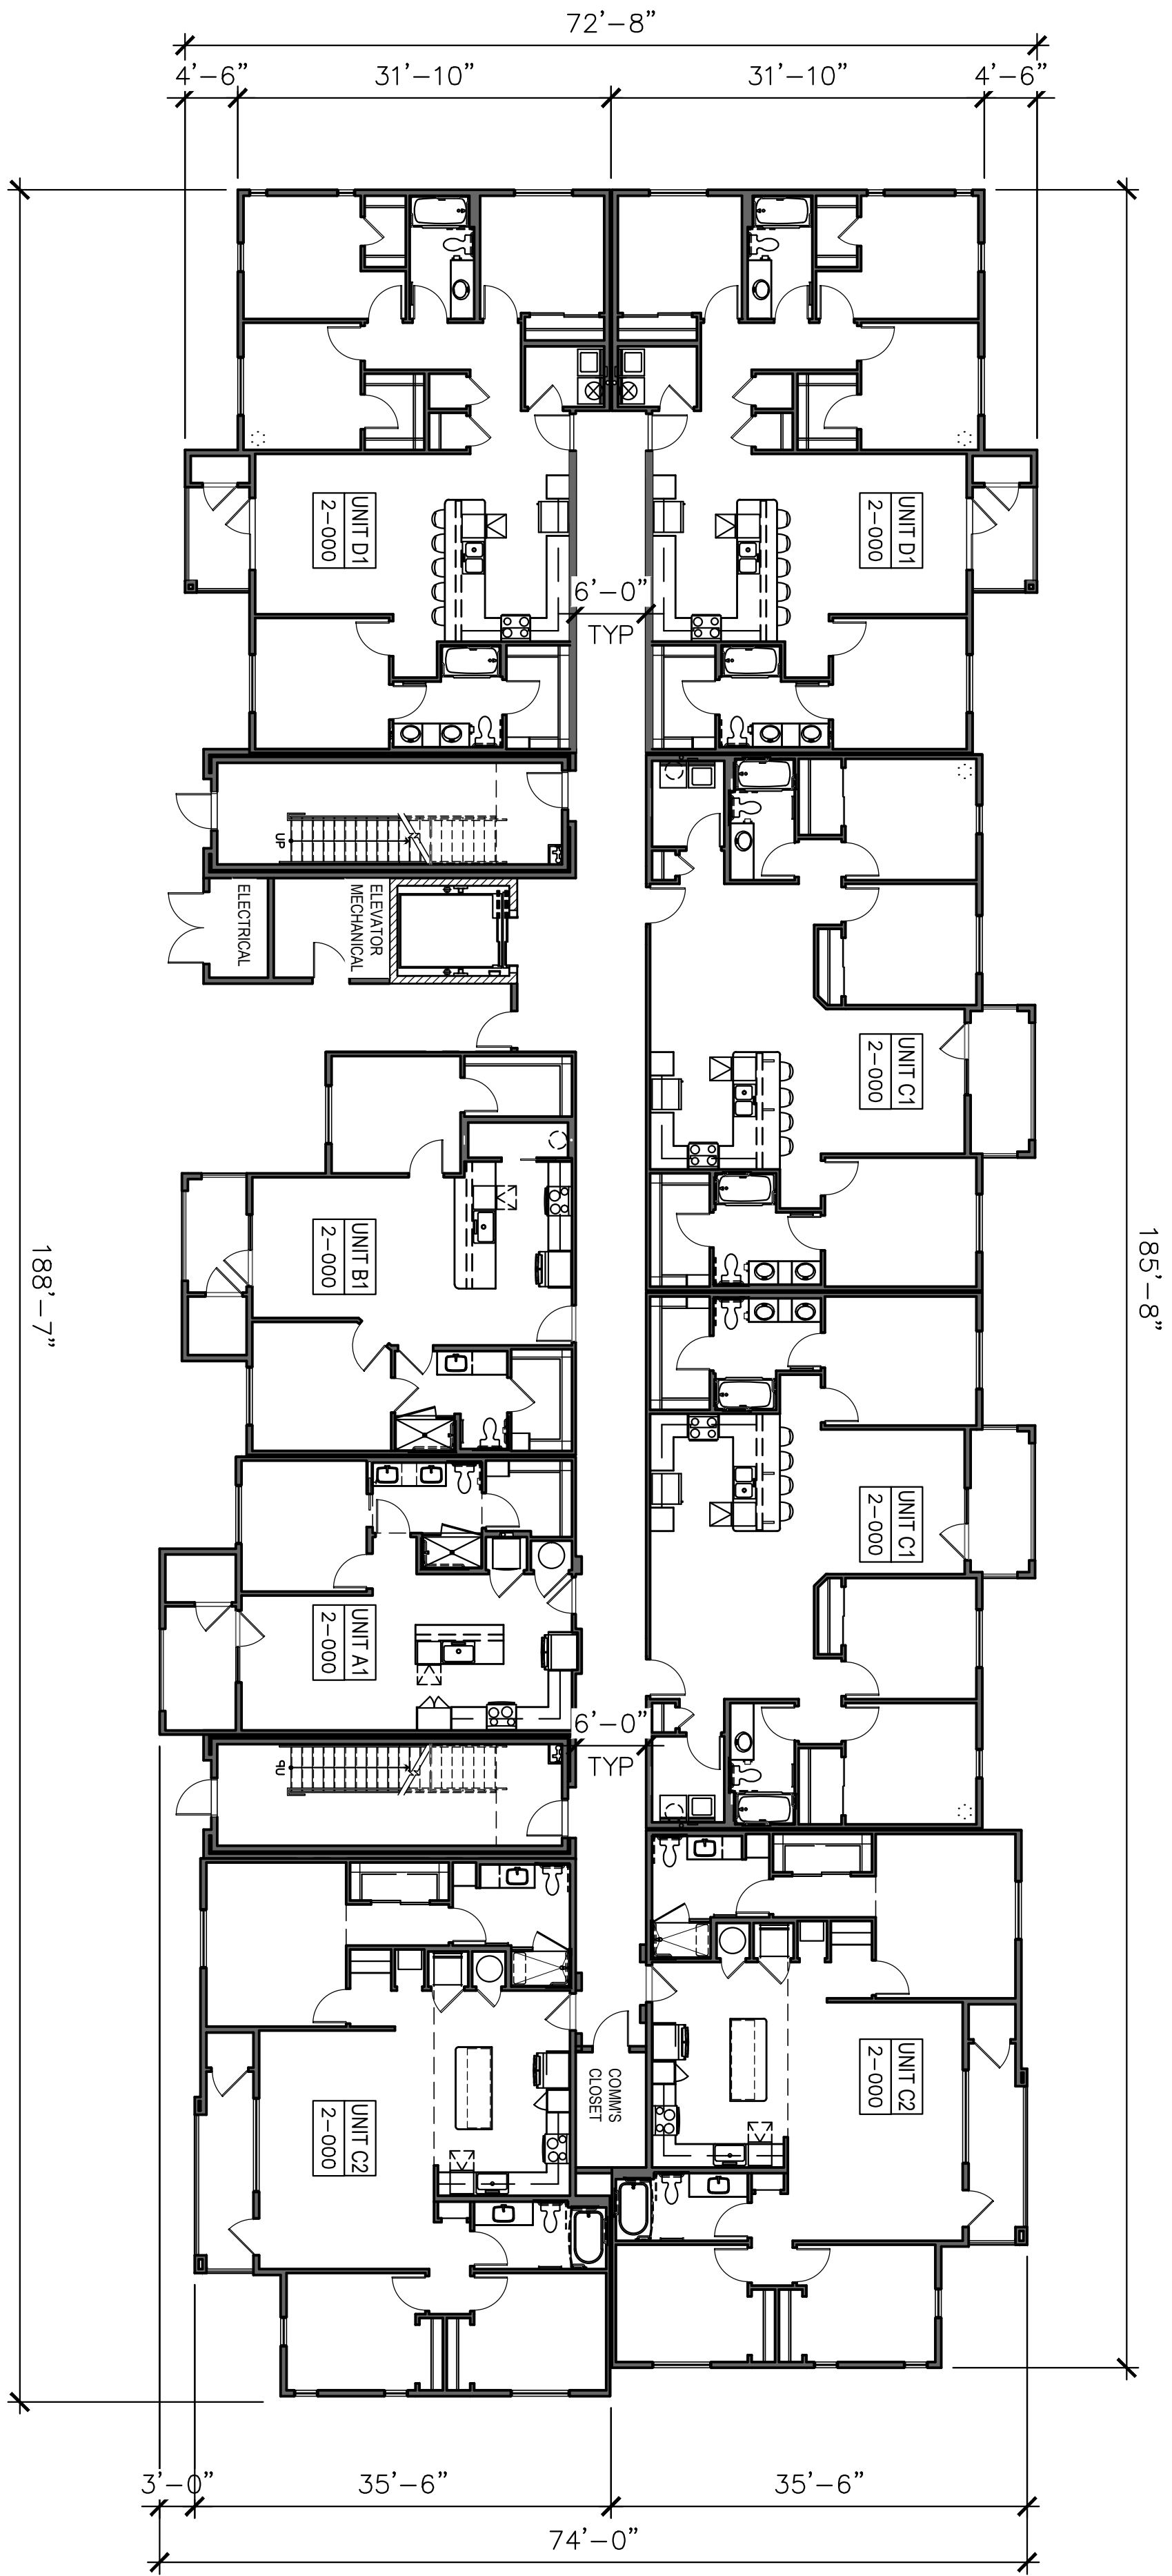 72'-8"
4'-6"
31'-10"
31'-10"
4'-6"
UNIT D1
2-000
UNIT D1
2-000
6'-0"
TYP
UP
ELECTRICAL
ELEVATOR
MECHANICAL
UNIT C1
2-000
UNIT B1
2-000
188'-7"
185'-8"
UNIT C1
2-000
UNIT A1
2-000
6'-0"
TYP
UP
COMM'S
CLOSET
UNIT C2
2-000
UNIT C2
2-000
3'-0"
35'-6"
35'-6"
74'-0"